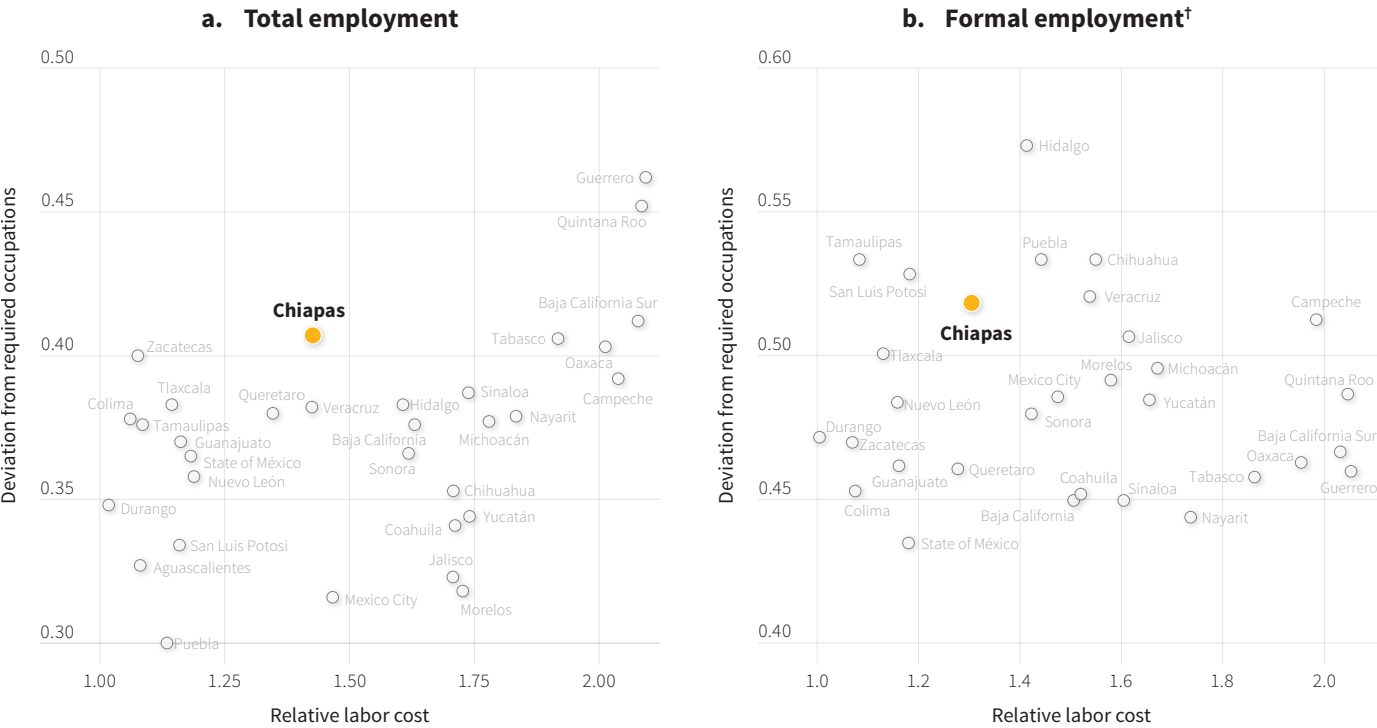 a. Total employment
Deviation from required occupations
0.50
0.45
0.40
0.35
0.30
Guerrero
Quintana Roo
Baja California Sur
Chiapas
Tabasco
Zacatecas
Oaxaca
Tlaxcala
Queretaro
Sinaloa
Campeche
Colima
Veracruz
Hidalgo
Nayarit
Tamaulipas
Baja California
Michoacán
Guanajuato
State of México
Sonora
Nuevo León
Chihuahua
Durango
Yucatán
Coahuila
San Luis Potosi
Jalisco
Aguascalientes
Mexico City
Morelos
Puebla
1.00 1.25 1.50 1.75 2.00
Relative labor cost
b. Formal employment†
Deviation from required occupations
0.60
0.55
0.50
0.45
0.40
Hidalgo
Tamaulipas
Puebla
Chihuahua
San Luis Potosi
Veracruz
Campeche
Chiapas
Jalisco
Tlaxcala
Morelos
Michoacán
Mexico City
Quintana Roo
Nuevo León
Yucatán
Sonora
Durango
Baja California Sur
Zacatecas
Oaxaca
Queretaro
Guanajuato
Coahuila
Tabasco
Sinaloa
Guerrero
Colima
Baja California
Nayarit
State of México
1.0 1.2 1.4 1.6 1.8 2.0
Relative labor cost